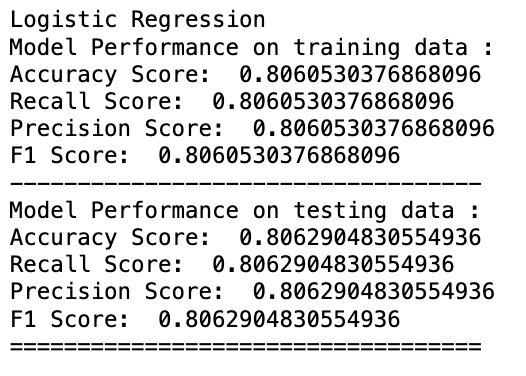 Logistic Regression
Model Performance on training data :
Accuracy Score:  0.8060530376868096
Recall Score:  0.8060530376868096
Precision Score:  0.8060530376868096
F1 Score:  0.8060530376868096
-----------------------------------
Model Performance on testing data :
Accuracy Score:  0.8062904830554936
Recall Score:  0.8062904830554936
Precision Score:  0.8062904830554936
F1 Score:  0.8062904830554936
===================================